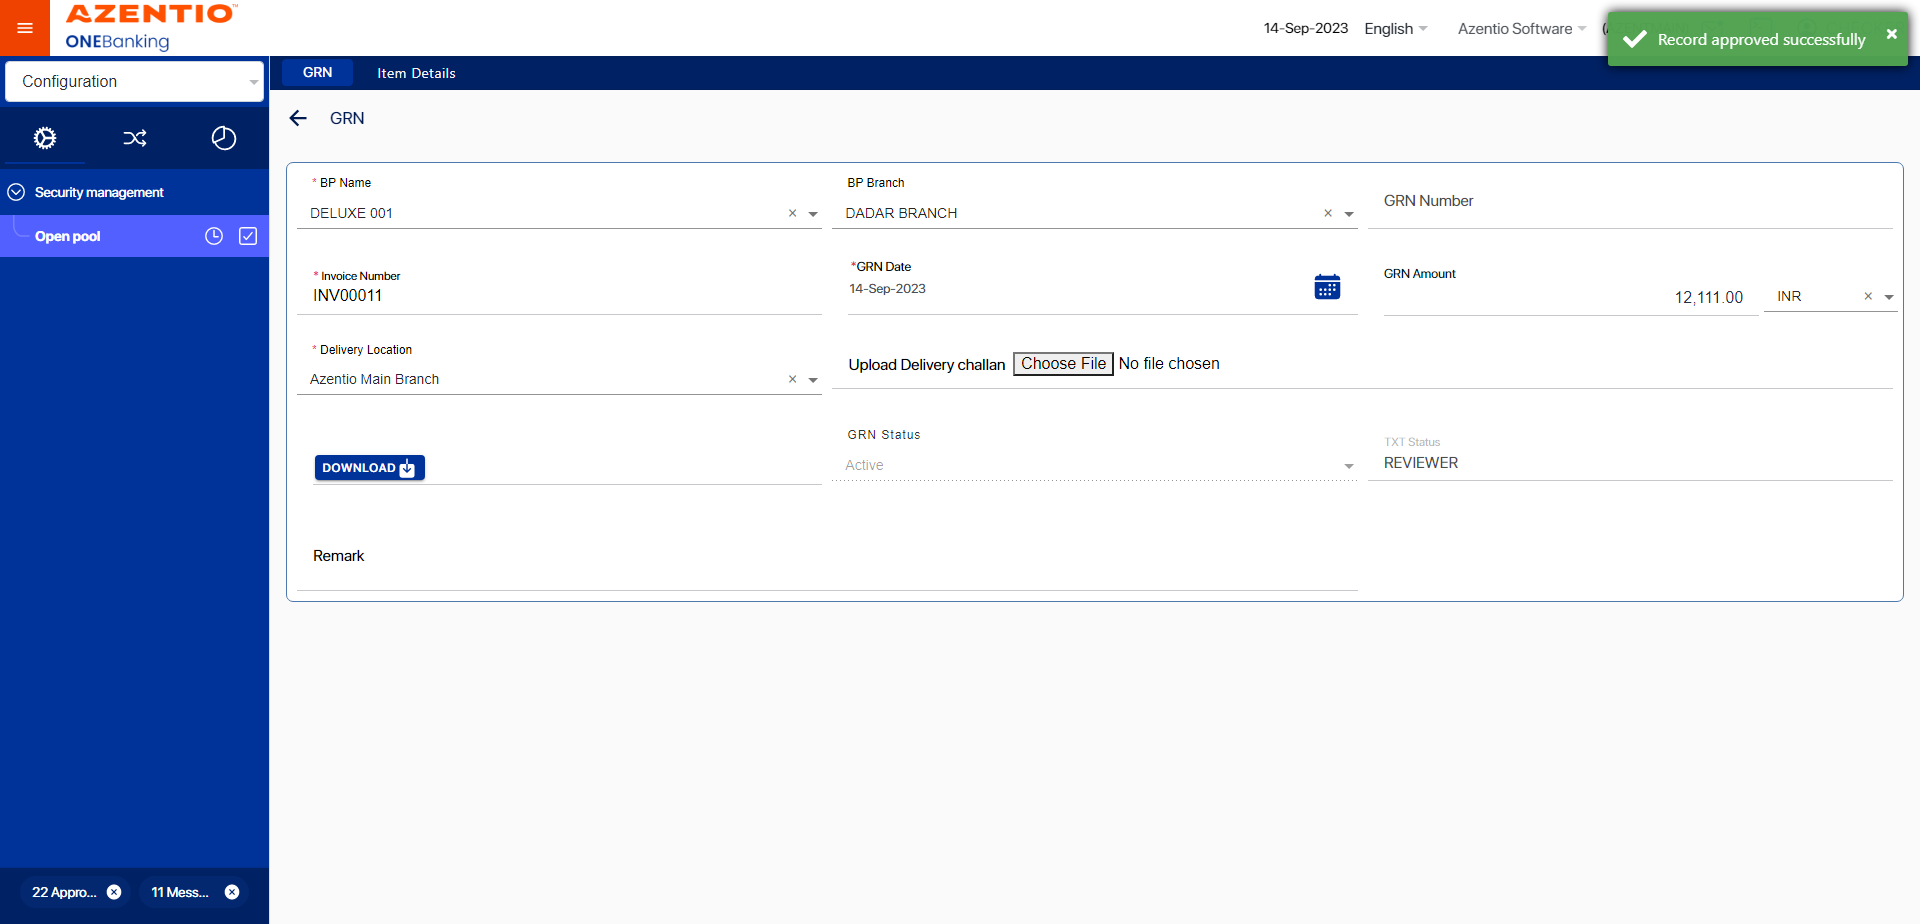 AZENTIO
ONEBanking
14-Sep-2023
English
Azentio Software
Record approved successfully
Configuration
GRN
Item Details
GRN
Security management
Open pool
* BP Name
DELUXE 001
BP Branch
DADAR BRANCH
GRN Number
* Invoice Number
INV00011
*GRN Date
14-Sep-2023
GRN Amount
12,111.00
INR
* Delivery Location
Azentio Main Branch
Upload Delivery challan Choose File No file chosen
DOWNLOAD
GRN Status
Active
TXT Status
REVIEWER
Remark
22 Appro...
11 Mess...